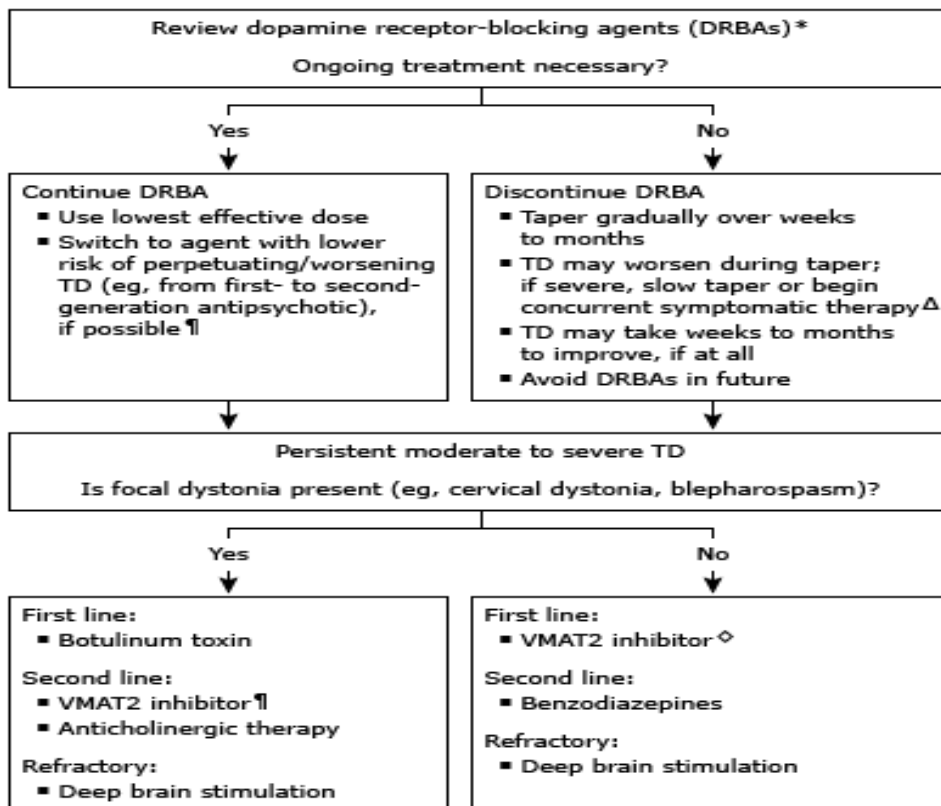 Review dopamine receptor-blocking agents (DRBAs)*
Ongoing treatment necessary?
Yes
No
Continue DRBA
▪ Use lowest effective dose
▪ Switch to agent with lower
risk of perpetuating/worsening
TD (eg, from first- to second-
generation antipsychotic),
if possible¶
Discontinue DRBA
▪ Taper gradually over weeks
to months
▪ TD may worsen during taper;
if severe, slow taper or begin
concurrent symptomatic therapyΔ
▪ TD may take weeks to months
to improve, if at all
▪ Avoid DRBAs in future
Persistent moderate to severe TD
Is focal dystonia present (eg, cervical dystonia, blepharospasm)?
Yes
No
First line:
▪ Botulinum toxin
Second line:
▪ VMAT2 inhibitor¶
▪ Anticholinergic therapy
Refractory:
▪ Deep brain stimulation
First line:
▪ VMAT2 inhibitor◇
Second line:
▪ Benzodiazepines
Refractory:
▪ Deep brain stimulation